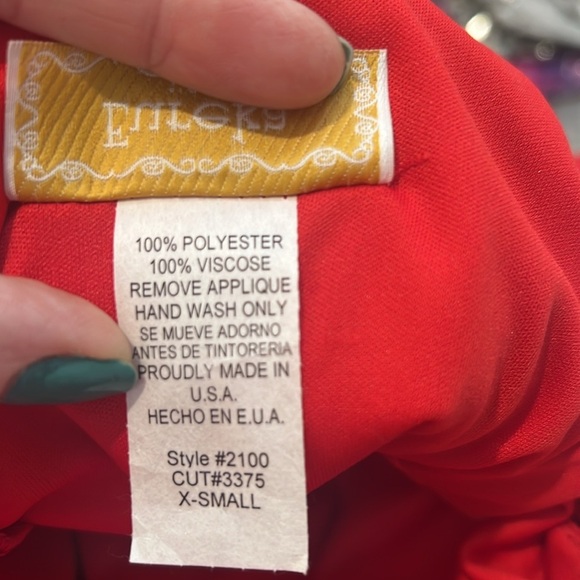 Eureka
100% POLYESTER
100% VISCOSE
REMOVE APPLIQUE
HAND WASH ONLY
SE MUEVE ADORNO
ANTES DE TINTORERIA
PROUDLY MADE IN
U.S.A.
HECHO EN E.U.A.
Style #2100
CUT#3375
X-SMALL